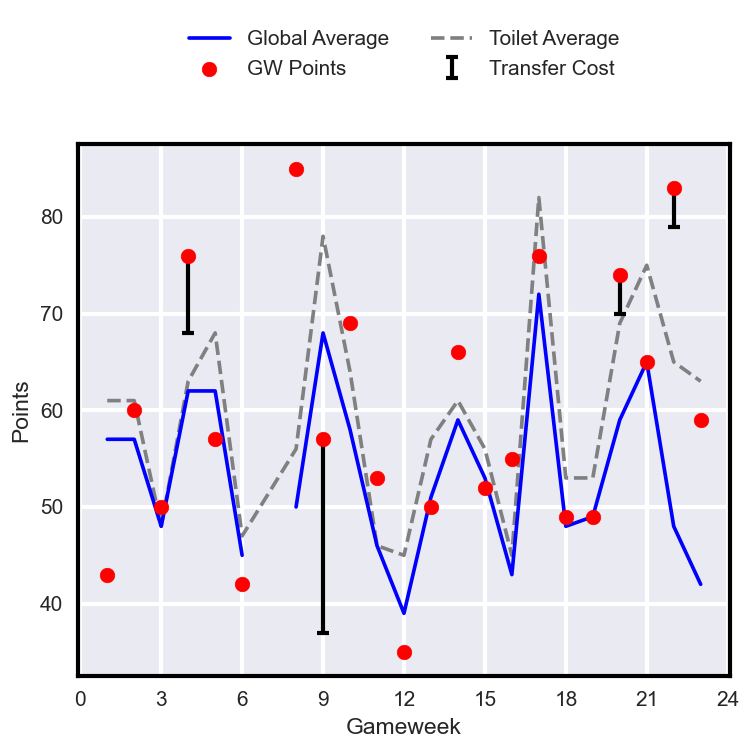 Global Average
Toilet Average
GW Points
Transfer Cost
80
70
60
50
40
Points
0 3 6 9 12 15 18 21 24
Gameweek